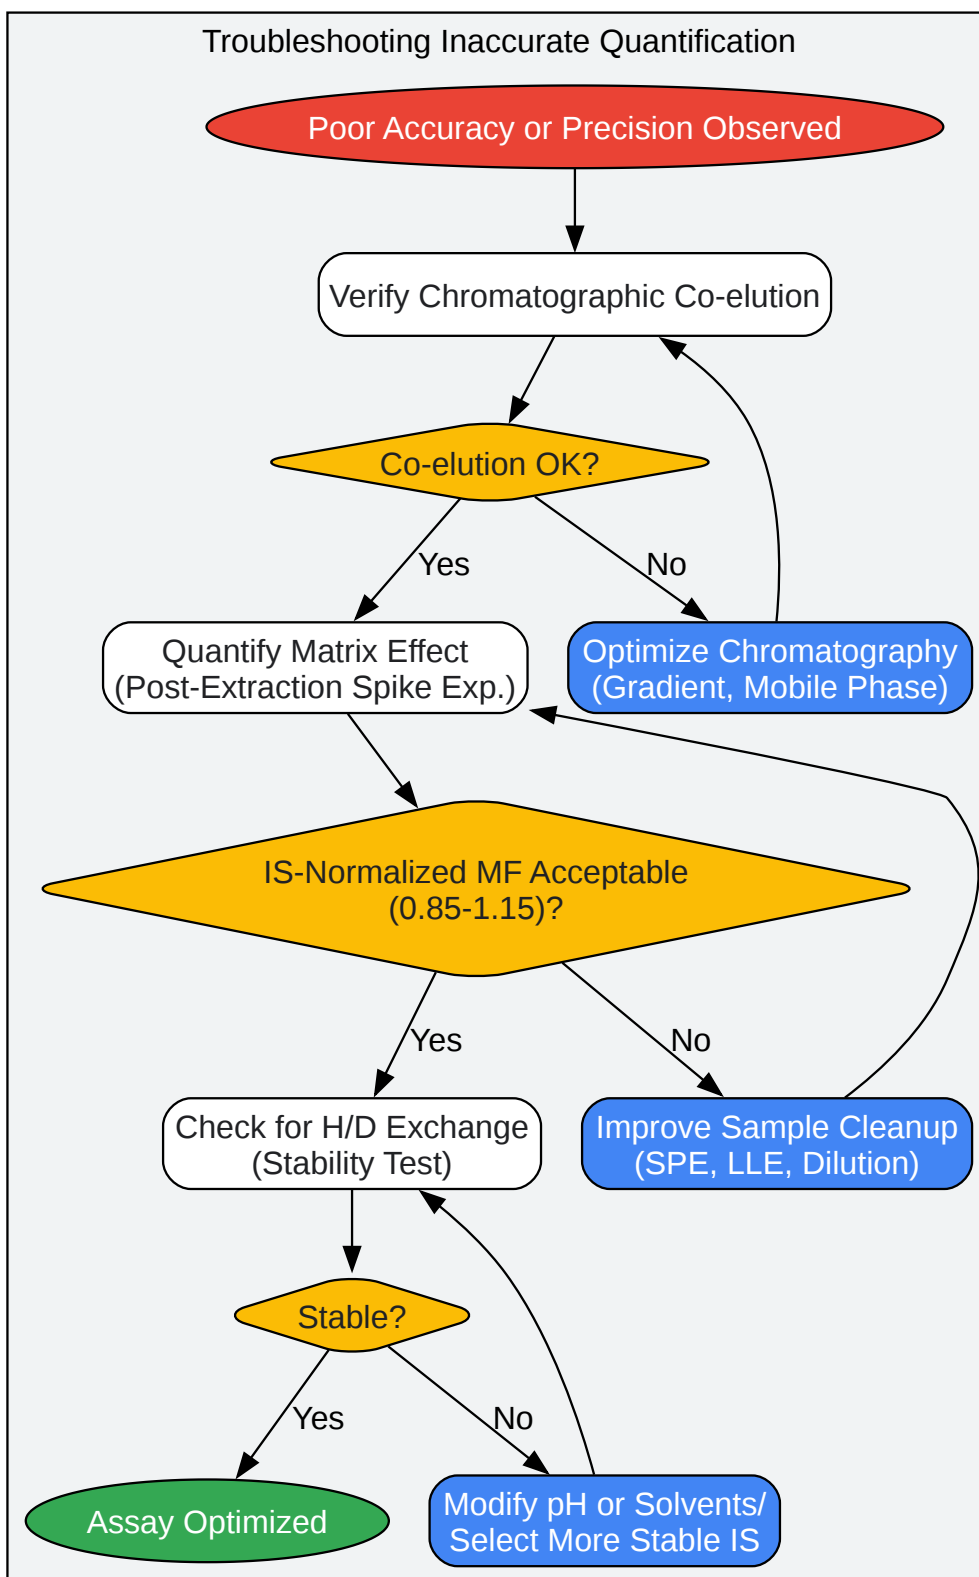 Troubleshooting Inaccurate Quantification
Poor Accuracy or Precision Observed
Verify Chromatographic Co-elution
Co-elution OK?
Yes
No
Quantify Matrix Effect
(Post-Extraction Spike Exp.)
Optimize Chromatography
(Gradient, Mobile Phase)
IS-Normalized MF Acceptable
(0.85-1.15)?
Yes
No
Check for H/D Exchange
(Stability Test)
Improve Sample Cleanup
(SPE, LLE, Dilution)
Stable?
Yes
No
Assay Optimized
Modify pH or Solvents/
Select More Stable IS